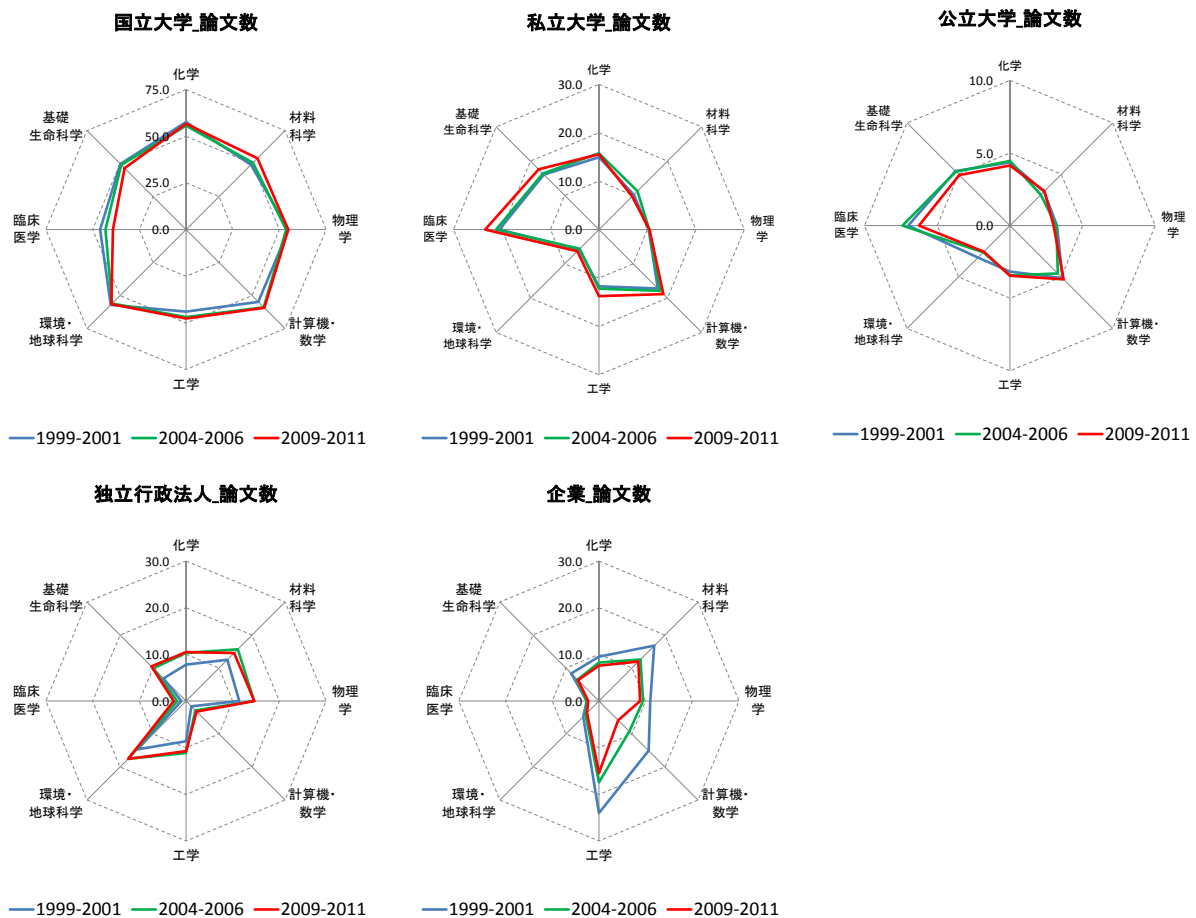 国立大学_論文数
化学
75.0
50.0
25.0
0.0
材料
科学
物理
学
計算機・
数学
工学
環境・
地球科学
臨床
医学
基礎
生命科学
1999-2001 2004-2006 2009-2011
私立大学_論文数
化学
30.0
20.0
10.0
0.0
材料
科学
物理
学
計算機・
数学
工学
環境・
地球科学
臨床
医学
基礎
生命科学
1999-2001 2004-2006 2009-2011
公立大学_論文数
化学
10.0
5.0
0.0
材料
科学
物理
学
計算機・
数学
工学
環境・
地球科学
臨床
医学
基礎
生命科学
1999-2001 2004-2006 2009-2011
独立行政法人_論文数
化学
30.0
20.0
10.0
0.0
材料
科学
物理
学
計算機・
数学
工学
環境・
地球科学
臨床
医学
基礎
生命科学
1999-2001 2004-2006 2009-2011
企業_論文数
化学
30.0
20.0
10.0
0.0
材料
科学
物理
学
計算機・
数学
工学
環境・
地球科学
臨床
医学
基礎
生命科学
1999-2001 2004-2006 2009-2011